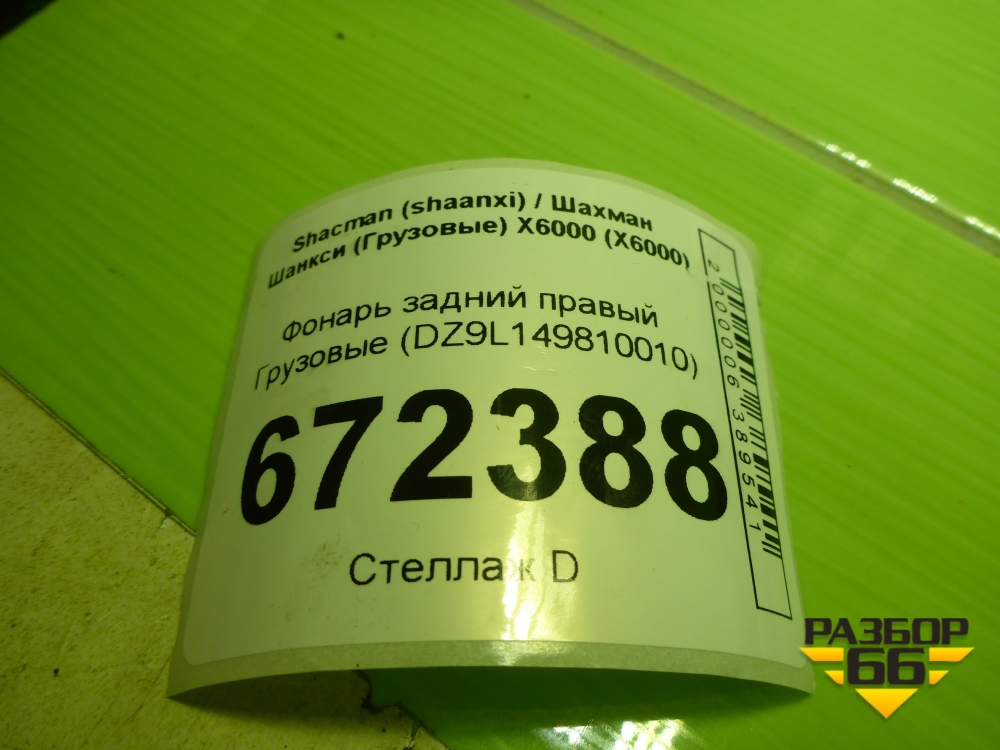 Shacman (shaanxi) / Шахман
Шанкси (Грузовые) X6000 (X6000)
Фонарь задний правый
Грузовые (DZ9L149810010)
672388
Стеллаж D
2000006389541
РАЗБОР
66